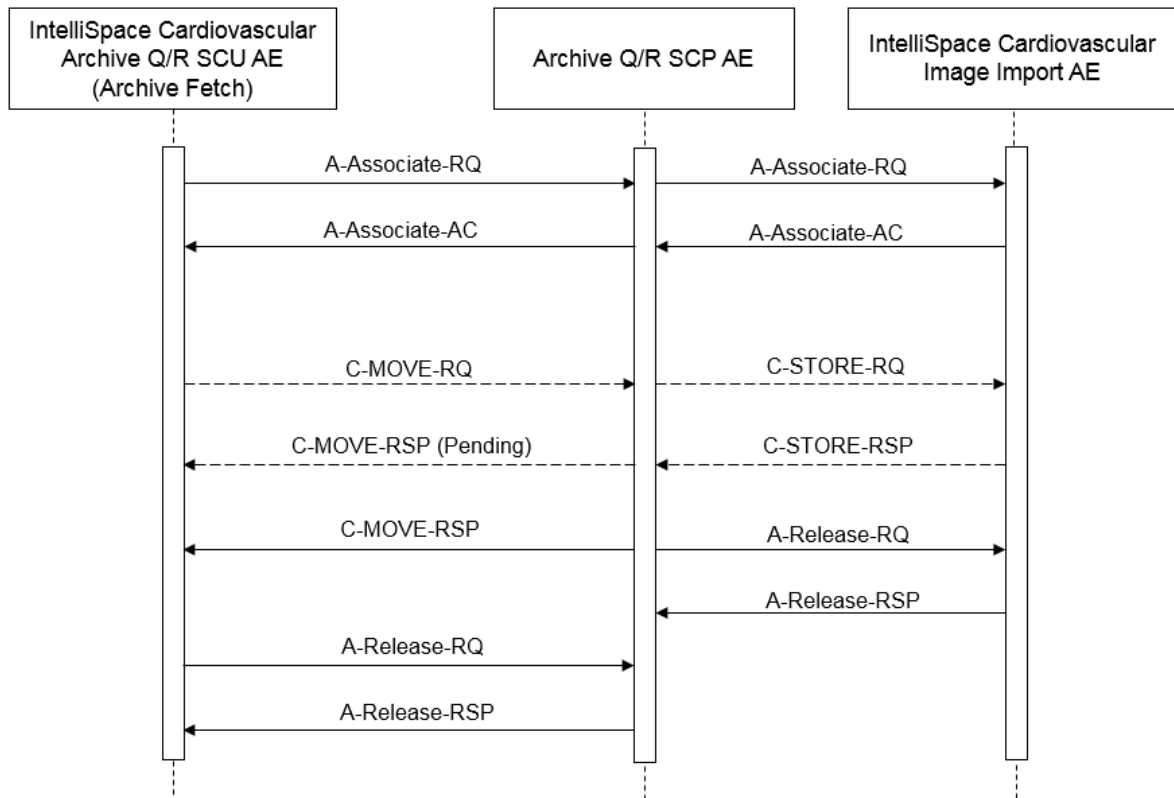 IntelliSpace Cardiovascular
Archive Q/R SCU AE
(Archive Fetch)
Archive Q/R SCP AE
IntelliSpace Cardiovascular
Image Import AE
A-Associate-RQ
A-Associate-RQ
A-Associate-AC
A-Associate-AC
C-MOVE-RQ
C-STORE-RQ
C-MOVE-RSP (Pending)
C-STORE-RSP
C-MOVE-RSP
A-Release-RQ
A-Release-RSP
A-Release-RQ
A-Release-RSP